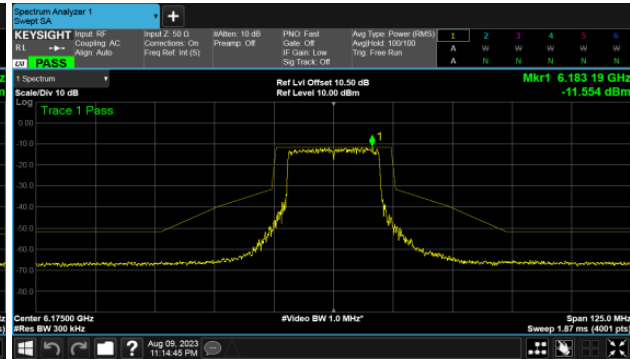 Spectrum Analyzer 1
Swept SA
+
KEYSIGHT Input: RF Input Z: 50 Ω #Atten: 10 dB PNO: Fast Avg Type: Power (RMS) 1 2 3 4 5 6
RL Coupling: AC Corrections: On Preamp: Off Gate: Off Avg|Hold: 100/100 A W W W W W
Align: Auto Freq Ref: Int (S) IF Gain: Low Trig: Free Run
LXI PASS Sig Track: Off A N N N N N
1 Spectrum Ref Lvl Offset 10.50 dB Mkr1 6.183 19 GHz
Scale/Div 10 dB Ref Level 10.00 dBm -11.554 dBm
Log
Trace 1 Pass
0.00
1
-10.0
-20.0
-30.0
-40.0
-50.0
-60.0
-70.0
-80.0
Center 6.17500 GHz #Video BW 1.0 MHz* Span 125.0 MHz
#Res BW 300 kHz Sweep 1.87 ms (4001 pts)
? Aug 09, 2023
11:14:45 PM